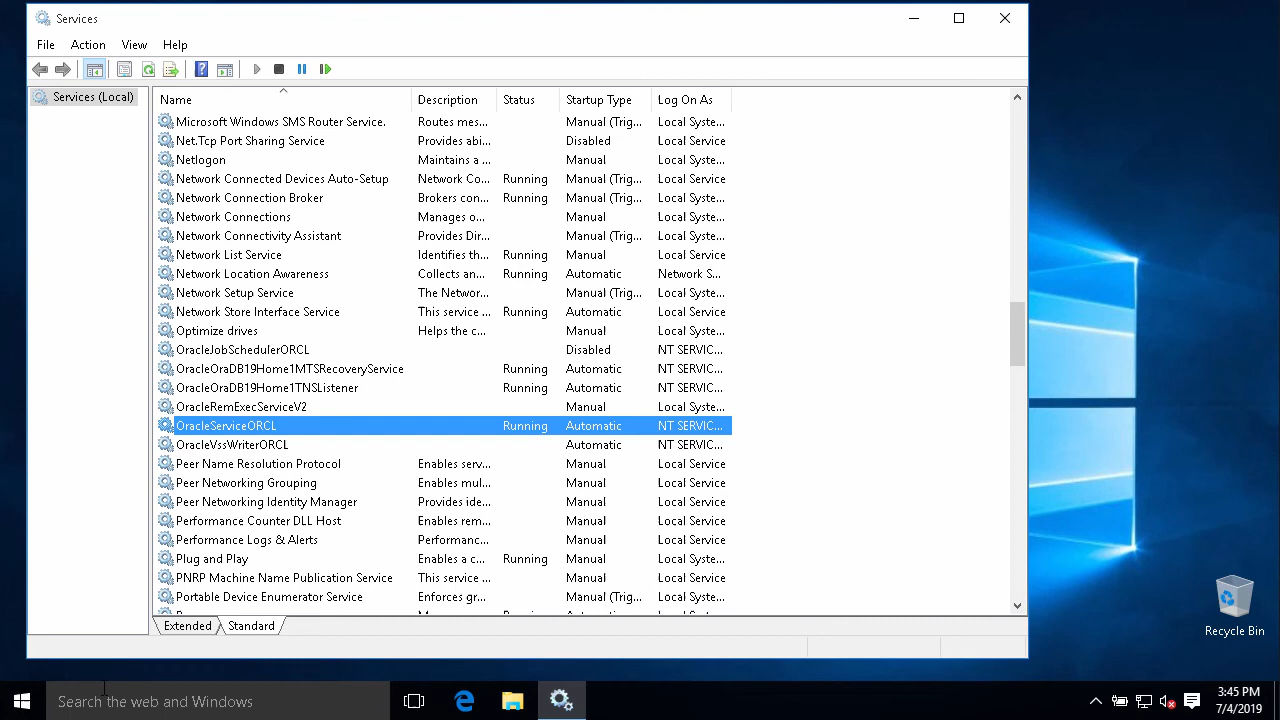 Services
File Action View Help
Services (Local)
Name Description Status Startup Type Log On As
Microsoft Windows SMS Router Service. Routes mes... Manual (Trig... Local Syste...
Net.Tcp Port Sharing Service Provides abi... Disabled Local Service
Netlogon Maintains a ... Manual Local Syste...
Network Connected Devices Auto-Setup Network Co... Running Manual (Trig... Local Service
Network Connection Broker Brokers con... Running Manual (Trig... Local Syste...
Network Connections Manages o... Manual Local Syste...
Network Connectivity Assistant Provides Dir... Manual (Trig... Local Syste...
Network List Service Identifies th... Running Manual Local Service
Network Location Awareness Collects an... Running Automatic Network S...
Network Setup Service The Networ... Manual (Trig... Local Syste...
Network Store Interface Service This service ... Running Automatic Local Service
Optimize drives Helps the c... Manual Local Syste...
OracleJobSchedulerORCL Disabled NT SERVIC...
OracleOraDB19Home1MTSRecoveryService Running Automatic NT SERVIC...
OracleOraDB19Home1TNSListener Running Automatic NT SERVIC...
OracleRemExecServiceV2 Manual Local Syste...
OracleServiceORCL Running Automatic NT SERVIC...
OracleVssWriterORCL Automatic NT SERVIC...
Peer Name Resolution Protocol Enables serv... Manual Local Service
Peer Networking Grouping Enables mul... Manual Local Service
Peer Networking Identity Manager Provides ide... Manual Local Service
Performance Counter DLL Host Enables rem... Manual Local Service
Performance Logs & Alerts Performanc... Manual Local Service
Plug and Play Enables a c... Running Manual Local Syste...
PNRP Machine Name Publication Service This service ... Manual Local Service
Portable Device Enumerator Service Enforces gr... Manual (Trig... Local Syste...
Extended Standard
Recycle Bin
Search the web and Windows
3:45 PM
7/4/2019